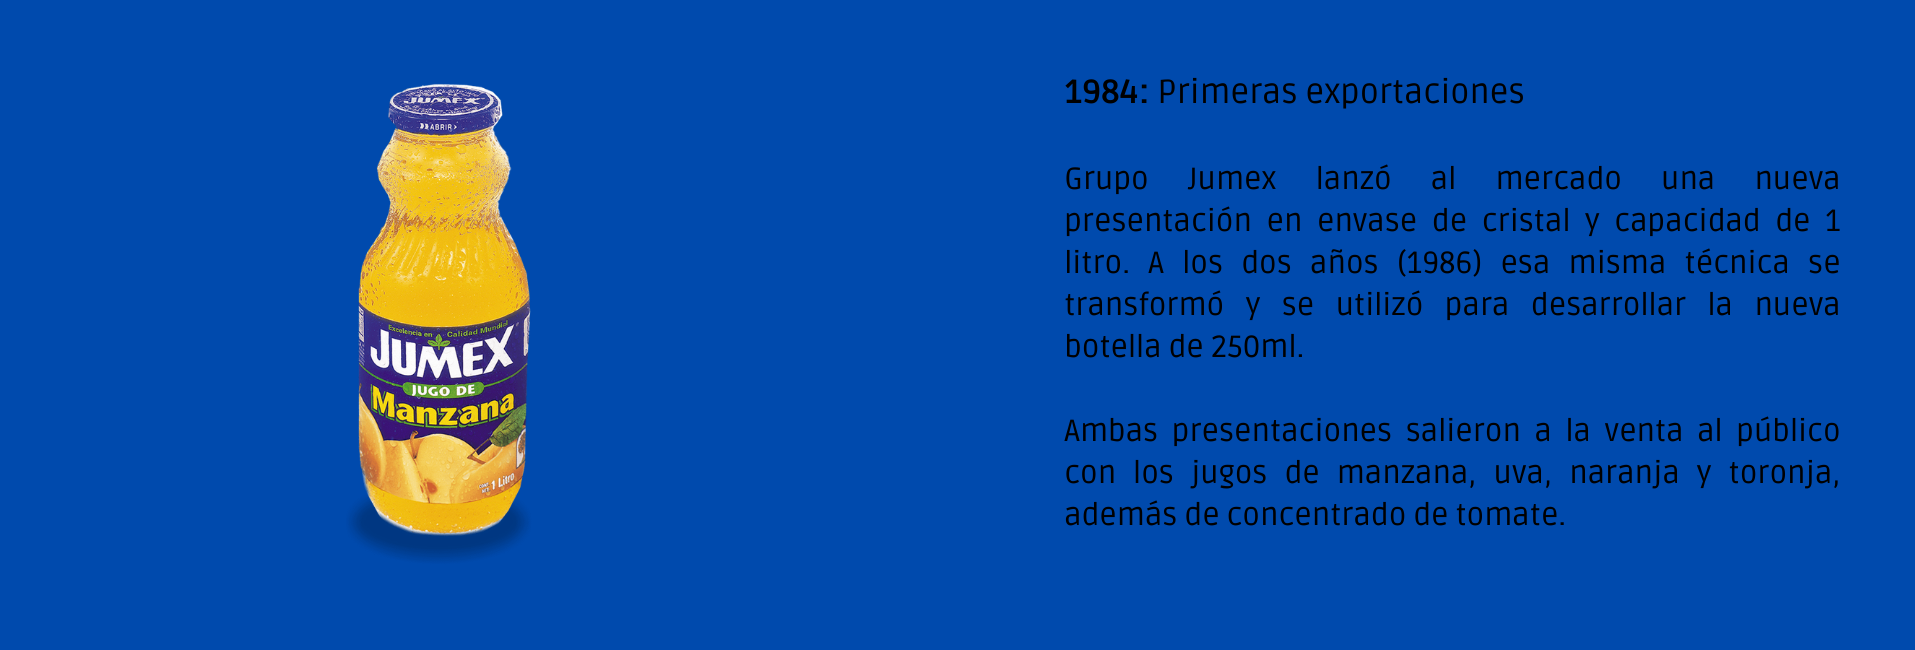 JUMEX
ABRIR
Excelencia en Calidad Mundial
JUMEX
JUGO DE
Manzana
1 Litro
1984: Primeras exportaciones
Grupo Jumex lanzó al mercado una nueva
presentación en envase de cristal y capacidad de 1
litro. A los dos años (1986) esa misma técnica se
transformó y se utilizó para desarrollar la nueva
botella de 250ml.
Ambas presentaciones salieron a la venta al público
con los jugos de manzana, uva, naranja y toronja,
además de concentrado de tomate.